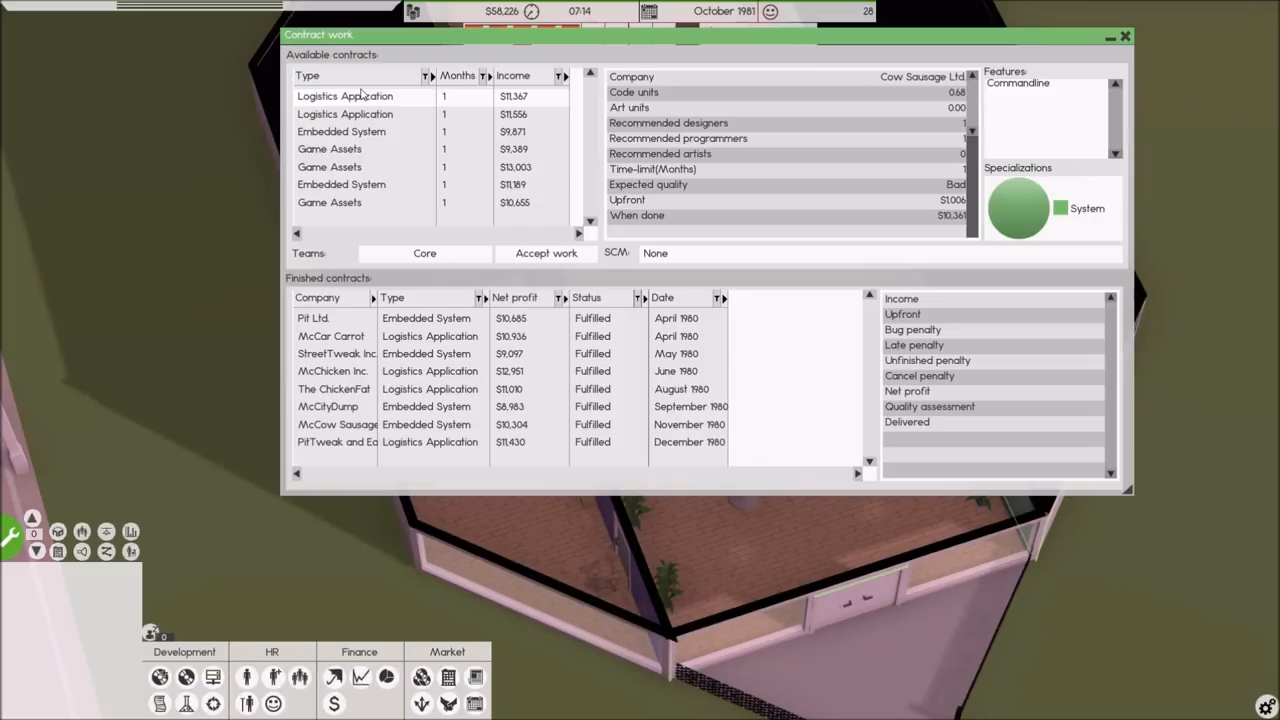 $58,226 07:14 October 1981 28
Contract work
Available contracts:
Type Months Income
Logistics Application 1 $11,367
Logistics Application 1 $11,556
Embedded System 1 $9,871
Game Assets 1 $9,389
Game Assets 1 $13,003
Embedded System 1 $11,189
Game Assets 1 $10,655
Company Cow Sausage Ltd.
Code units 0.68
Art units 0.00
Recommended designers 1
Recommended programmers 1
Recommended artists 0
Time-limit(Months) 1
Expected quality Bad
Upfront $1,006
When done $10,361
Features:
Commandline
Specializations
System
Teams: Core Accept work SCM: None
Finished contracts:
Company Type Net profit Status Date
Pit Ltd. Embedded System $10,685 Fulfilled April 1980
McCar Carrot Logistics Application $10,936 Fulfilled April 1980
StreetTweak Inc. Embedded System $9,097 Fulfilled May 1980
McChicken Inc. Logistics Application $12,951 Fulfilled June 1980
The ChickenFat Logistics Application $11,010 Fulfilled August 1980
McCityDump Embedded System $8,983 Fulfilled September 1980
McCow Sausage Embedded System $10,304 Fulfilled November 1980
PitTweak and Ea Logistics Application $11,430 Fulfilled December 1980
Income
Upfront
Bug penalty
Late penalty
Unfinished penalty
Cancel penalty
Net profit
Quality assessment
Delivered
0
0
Development HR Finance Market